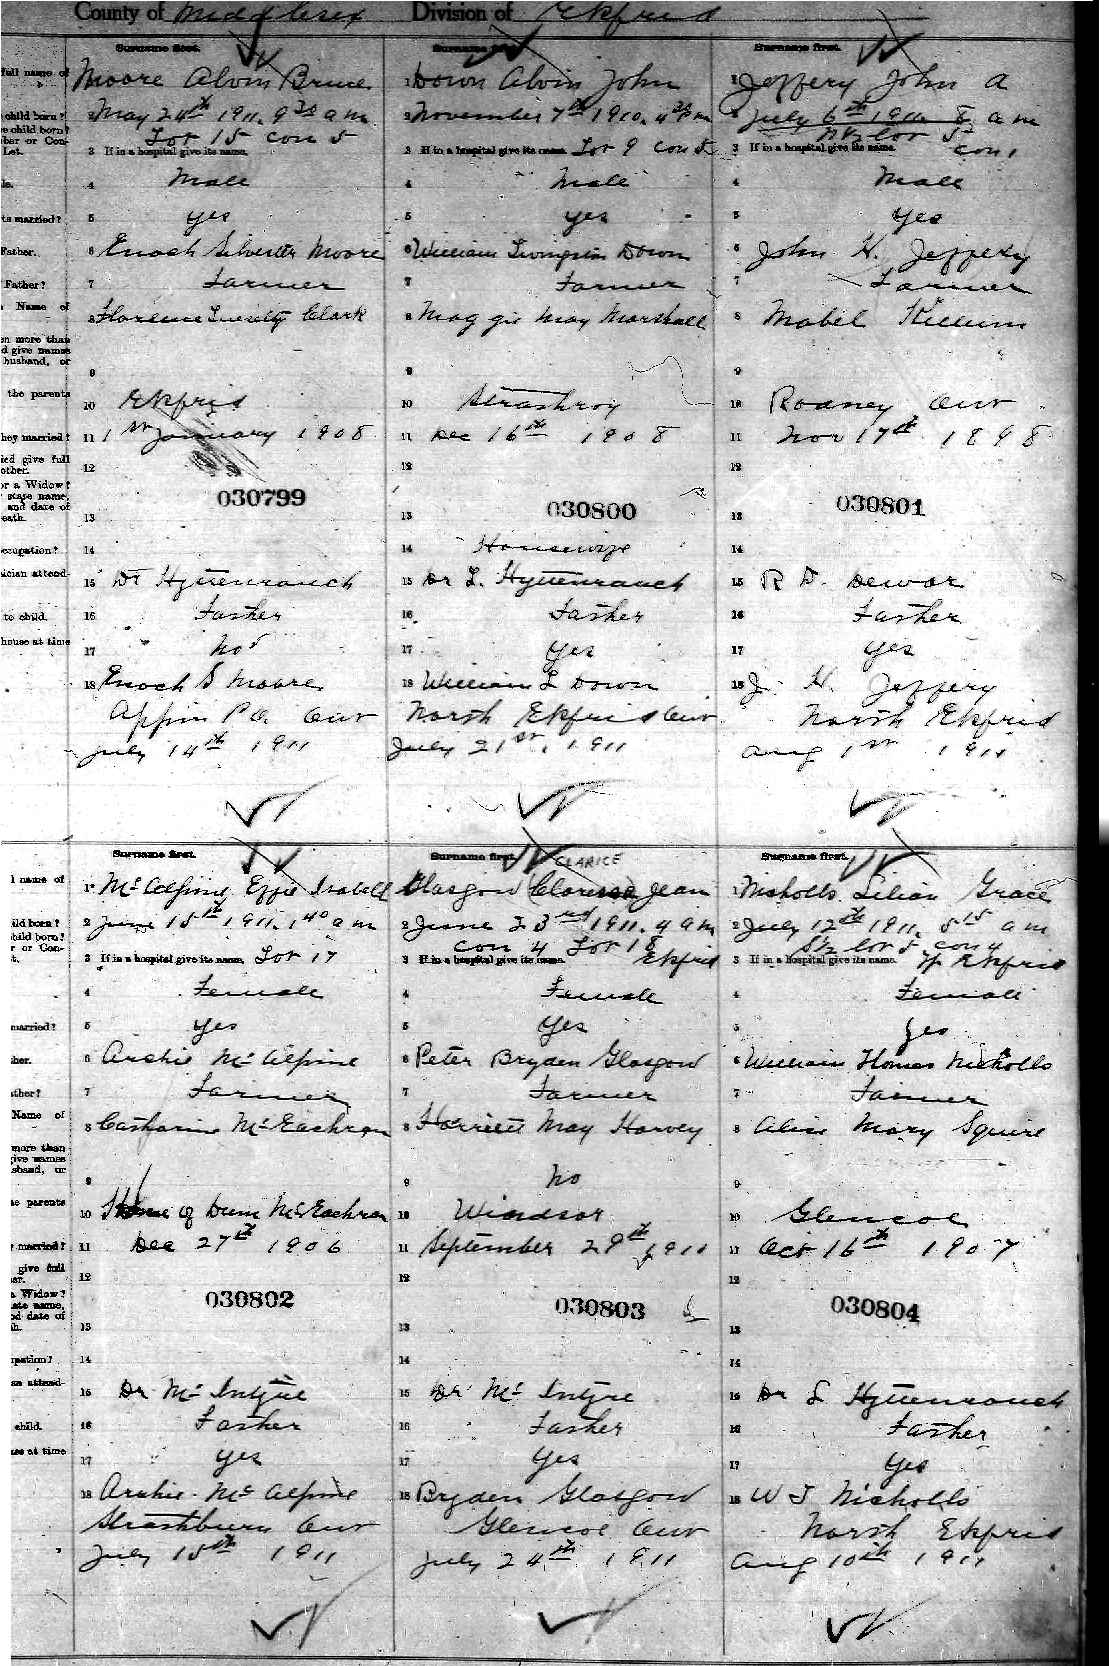 County of Middlesex Division of Ekfrid
Surname first.
full name of
1 Moore Alvin Bruce
child born?
2 May 24th 1911. 9 30 a m
e child born?
ber or Con-
Let.
Lot 15 con 5
3 If in a hospital give its name.
le.
4 Male
ts married?
5 yes
Father.
6 Enoch Silvester Moore
Father?
7 Farmer
Name of
8 Florence Clark
en more than
d give names
husband, or
9
the parents
10 Ekfrid
hey married?
11 1st January 1908
ied give full
other.
12
or a Widow?
state name,
and date of
eath.
030799
13
ccupation?
14
sician attend-
15 Dr Hyttenrauch
to child.
16 Father
house at time
17 No
18 Enoch S Moore
Appin P.O. Ont
July 14th 1911
Surname first.
1 Down Alvin John
2 November 7th 1910. 4 30 p m
3 If in a hospital give its name. Lot 9 con 5
4 Male
5 yes
6 William Livingston Down
7 Farmer
8 Maggie May Marshall
9
10 Strathroy
11 Dec 16th 1908
12
030800
13
14 Housewife
15 Dr L. Hyttenrauch
16 Father
17 yes
18 William L Down
North Ekfrid Ont
July 21st, 1911
Surname first.
1 Jeffery John A
2 July 6th 1911 8 a m
N½ lot 5
3 If in a hospital give its name. con 1
4 Male
5 Yes
6 John H. Jeffery
7 Farmer
8 Mabel Killins
9
10 Rodney Ont
11 Nov 17th 1898
12
030801
13
14
15 R D. Dewar
16 Father
17 yes
18 J. H. Jeffery
North Ekfrid
Aug 1st 1911
Surname first.
l name of
1 McAlpine Effie Isabell
ild born?
2 June 15th 1911. 1 40 a m
child born?
r or Con-
t.
3 If in a hospital give its name. Lot 17
4 Female
married?
5 yes
her.
6 Archie McAlpine
ather?
7 Farmer
Name of
8 Catharine McEachran
more than
give names
sband, or
9
he parents
10 Home of Dunc McEachran
married?
11 Dec 27th 1906
give full
er.
12
a Widow?
ate name,
nd date of
th.
030802
13
pation?
14
an attend-
15 Dr McIntyre
child.
16 Father
use at time
17 yes
18 Archie McAlpine
Strathburn Ont
July 15th 1911
Surname first.
CLARICE
1 Glasgow Jean
2 June 23rd 1911. 4 a m
con 4 Lot 18
3 If in a hospital give its name. Ekfrid
4 Female
5 Yes
6 Peter Bryden Glasgow
7 Farmer
8 Harriett May Harvey
9 No
10 Windsor
11 September 29th 1910
12
030803
13
14
15 Dr McIntyre
16 Father
17 yes
18 Bryden Glasgow
Glencoe Ont
July 24th 1911
Surname first.
1 Nicholls Lilian Grace
2 July 12th 1911. 5 15 a m
S½ lot 5 con 4
3 If in a hospital give its name. Ekfrid
4 Female
5 yes
6 William Thomas Nicholls
7 Farmer
8 Alice Mary Squire
9
10 Glencoe
11 Oct 16th 1907
12
030804
13
14
15 Dr L Hyttenrauch
16 Father
17 yes
18 W T Nicholls
North Ekfrid
Aug 10th 1911